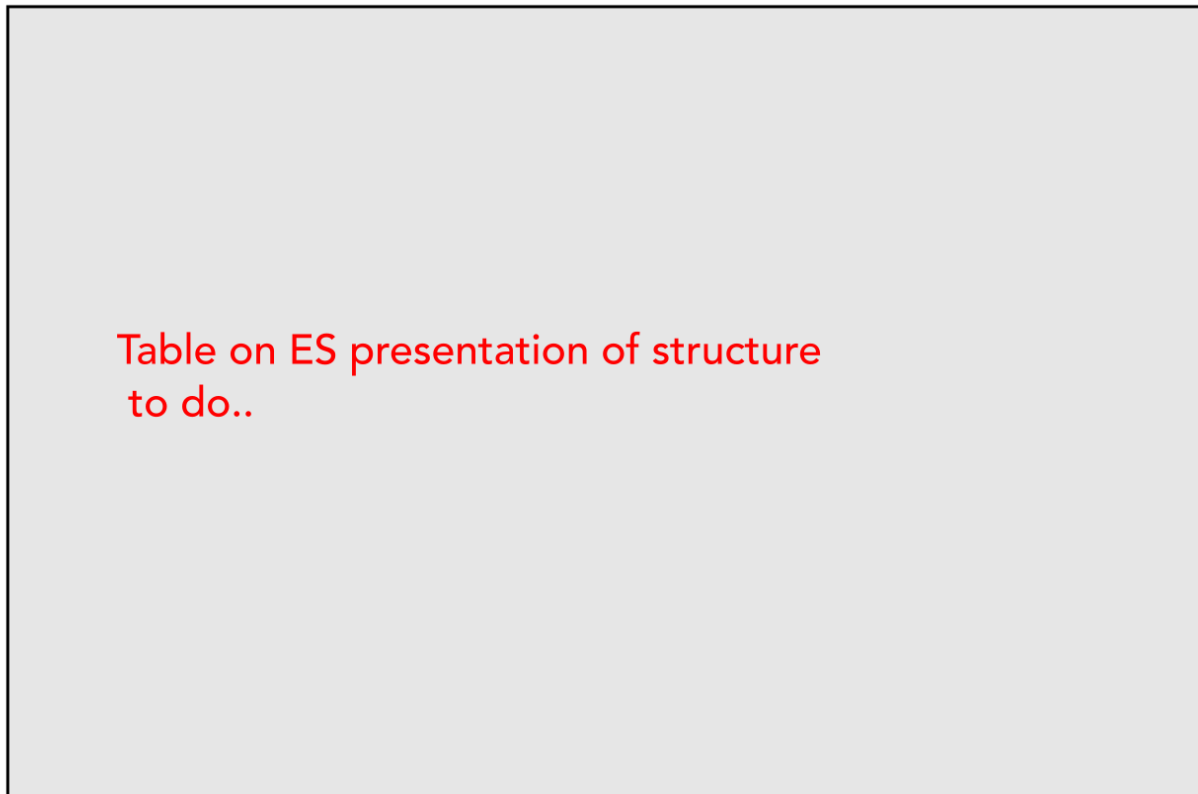 Table on ES presentation of structure
to do..